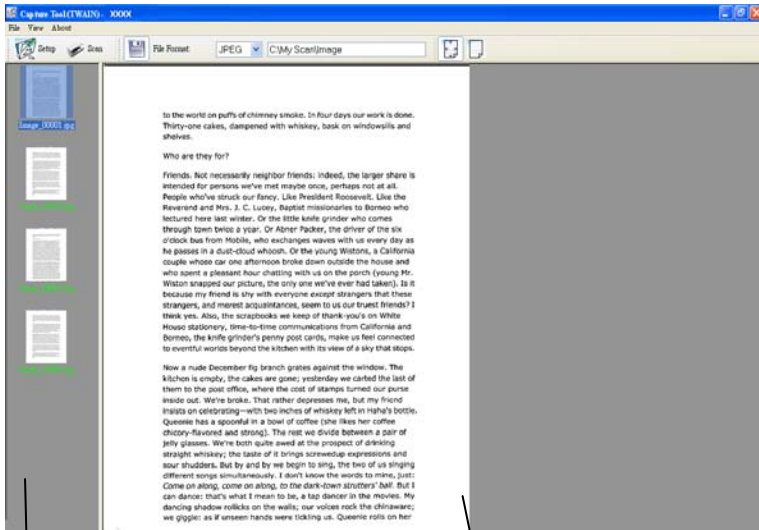 Capture Tool(TWAIN) - XXXX
File View About
Setup Scan File Format JPEG C:\My Scan\Image
Image_00001.jpg
to the world on puffs of chimney smoke. In four days our work is done.
Thirty-one cakes, dampened with whiskey, bask on windowsills and
shelves.
Who are they for?
Friends. Not necessarily neighbor friends: indeed, the larger share is
intended for persons we've met maybe once, perhaps not at all.
People who've struck our fancy. Like President Roosevelt. Like the
Reverend and Mrs. J. C. Lucey, Baptist missionaries to Borneo who
lectured here last winter. Or the little knife grinder who comes
through town twice a year. Or Abner Packer, the driver of the six
o'clock bus from Mobile, who exchanges waves with us every day as
he passes in a dust-cloud whoosh. Or the young Wistons, a California
couple whose car one afternoon broke down outside the house and
who spent a pleasant hour chatting with us on the porch (young Mr.
Wiston snapped our picture, the only one we've ever had taken). Is it
because my friend is shy with everyone except strangers that these
strangers, and merest acquaintances, seem to us our truest friends? I
think yes. Also, the scrapbooks we keep of thank-you's on White
House stationery, time-to-time communications from California and
Borneo, the knife grinder's penny post cards, make us feel connected
to eventful worlds beyond the kitchen with its view of a sky that stops.
Now a nude December fig branch grates against the window. The
kitchen is empty, the cakes are gone; yesterday we carted the last of
them to the post office, where the cost of stamps turned our purse
inside out. We're broke. That rather depresses me, but my friend
insists on celebrating—with two inches of whiskey left in Haha's bottle.
Queenie has a spoonful in a bowl of coffee (she likes her coffee
chicory-flavored and strong). The rest we divide between a pair of
jelly glasses. We're both quite awed at the prospect of drinking
straight whiskey; the taste of it brings screwedup expressions and
sour shudders. But by and by we begin to sing, the two of us singing
different songs simultaneously. I don't know the words to mine, just:
Come on along, come on along, to the dark-town strutters' ball. But I
can dance: that's what I mean to be, a tap dancer in the movies. My
dancing shadow rollicks on the walls; our voices rock the chinaware;
we giggle: as if unseen hands were tickling us. Queenie rolls on her